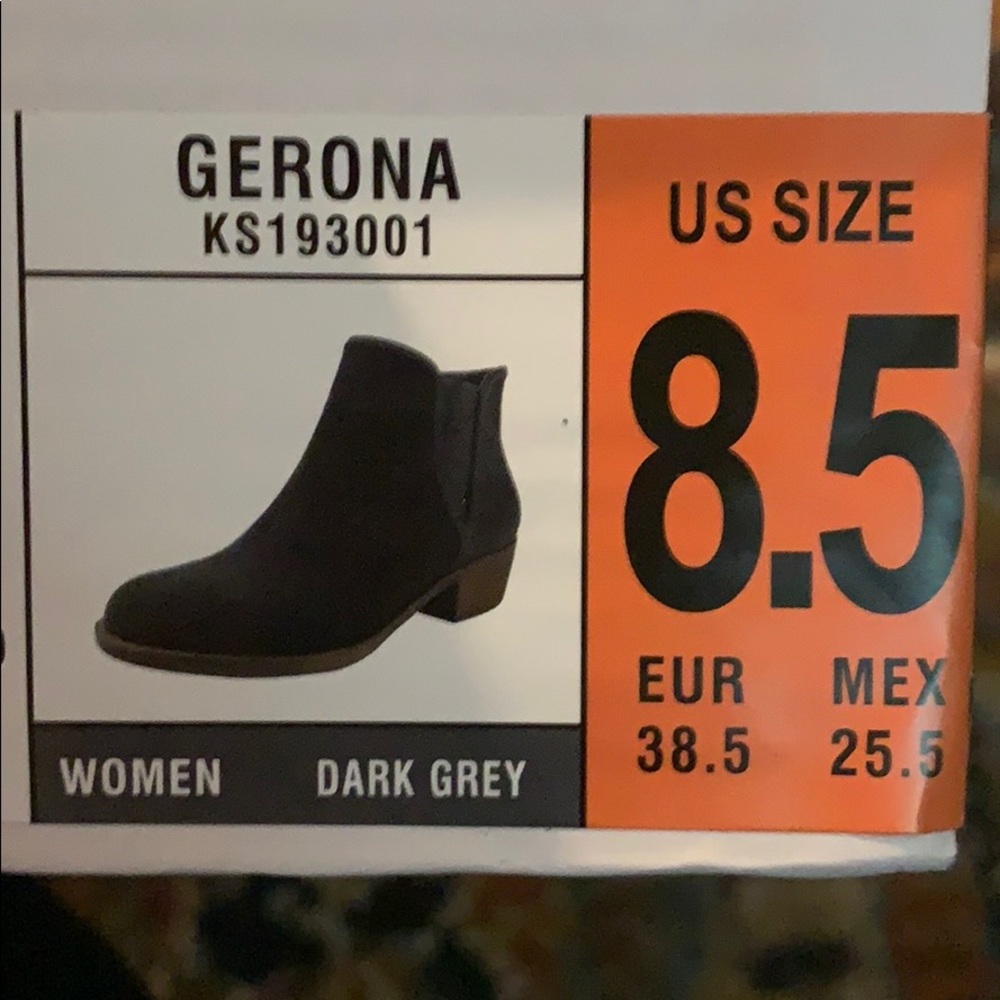 GERONA
KS193001
WOMEN DARK GREY
US SIZE
8.5
EUR MEX
38.5 25.5